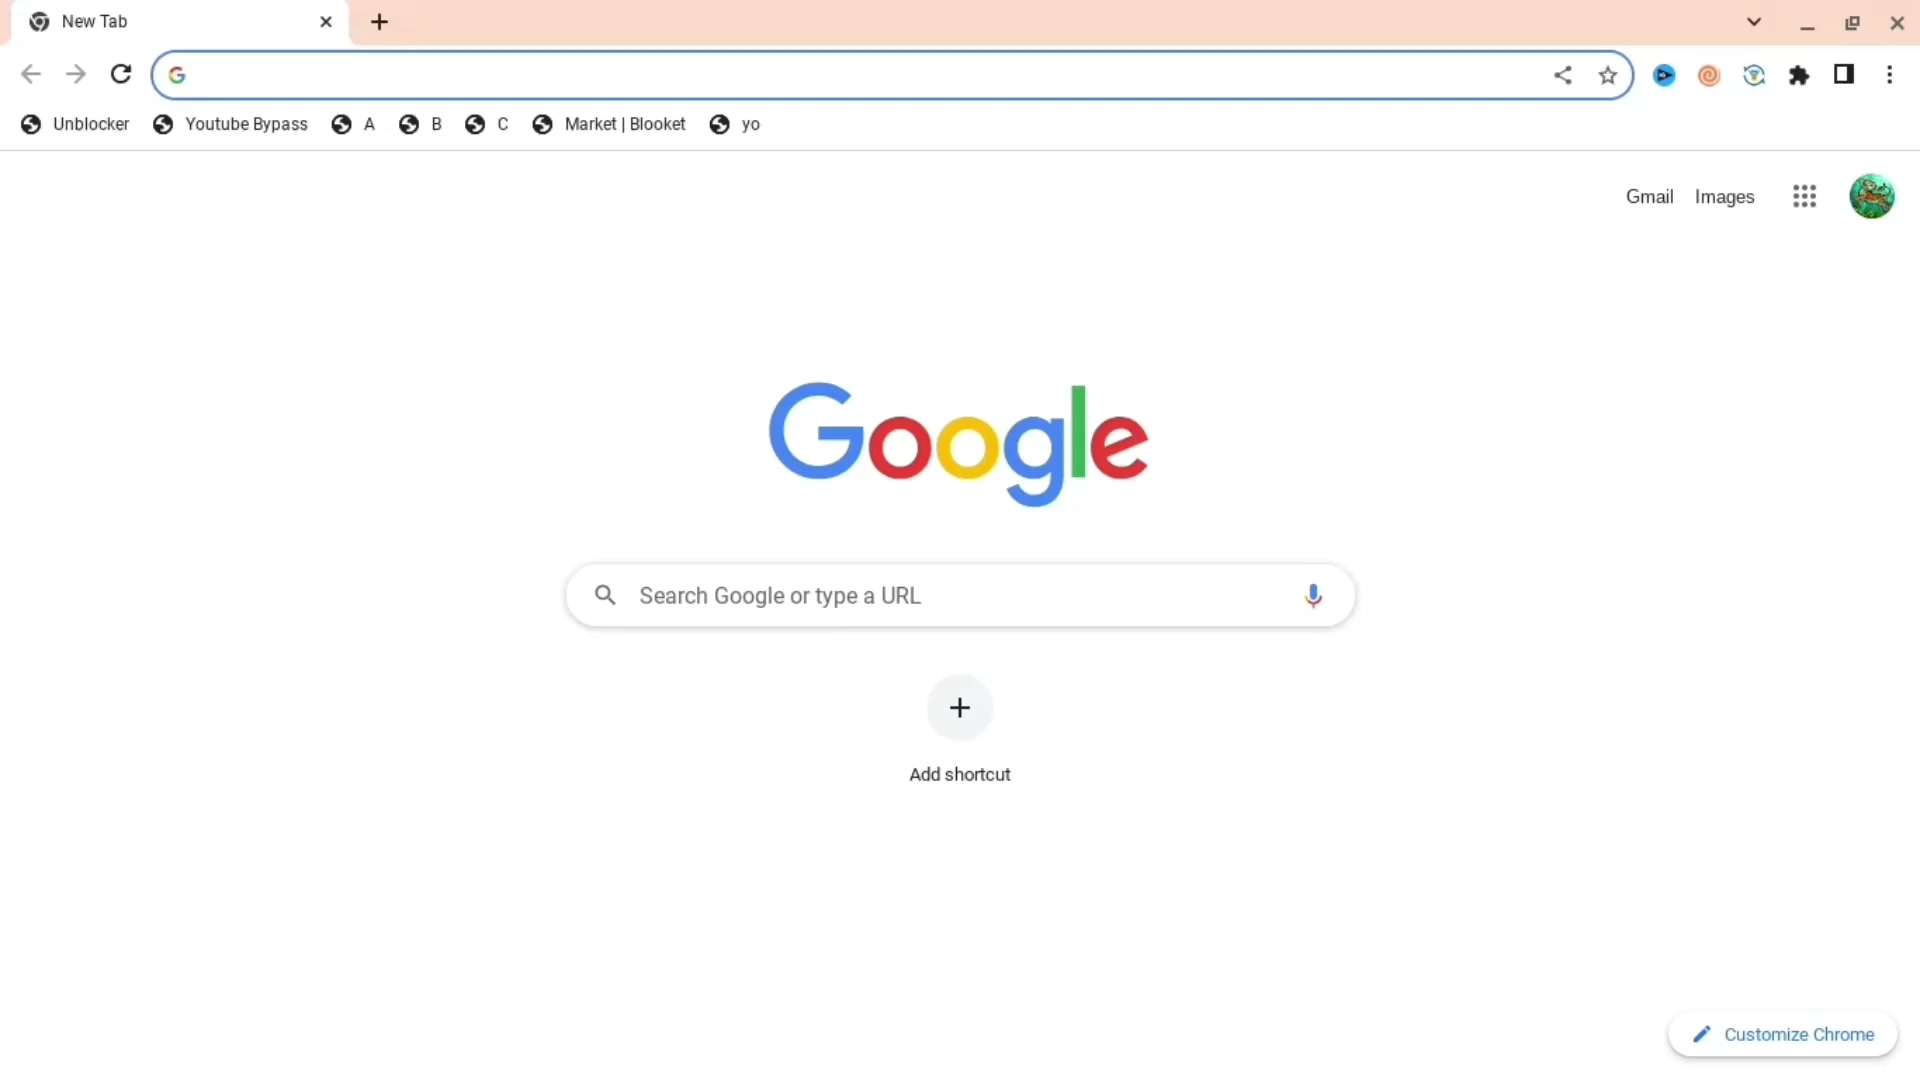 New Tab
Unblocker Youtube Bypass A B C Market | Blooket yo
Gmail Images
Google
Search Google or type a URL
Add shortcut
Customize Chrome